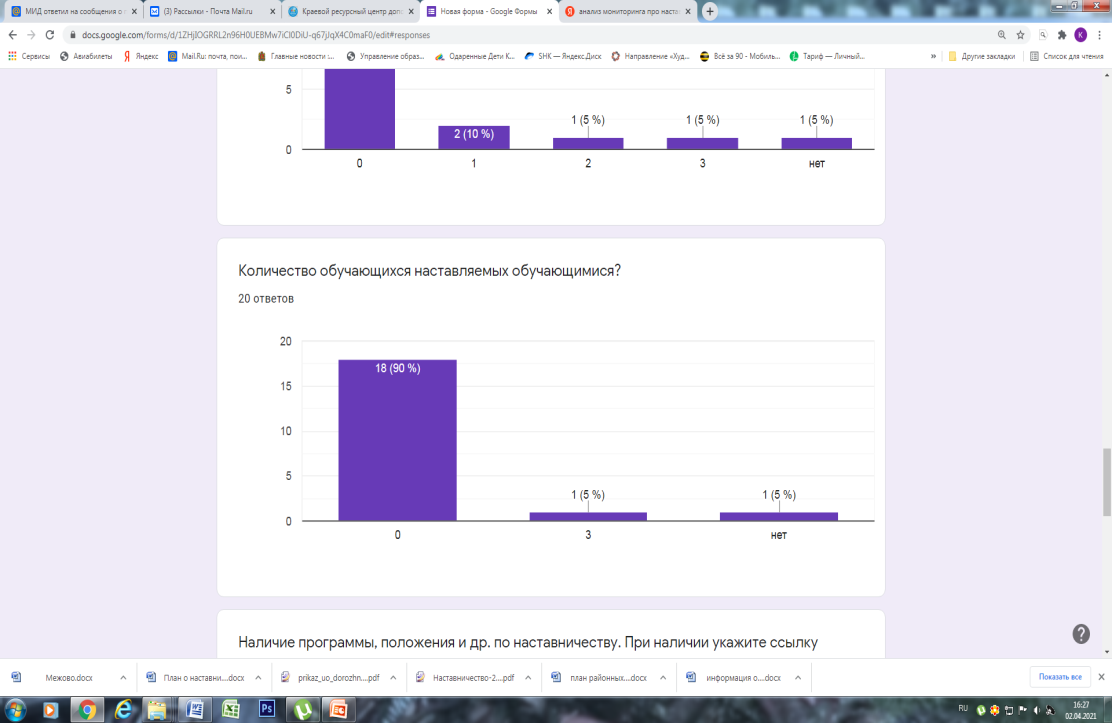 МИД ответил на сообщения о
(3) Рассылки - Почта Mail.ru
Краевой ресурсный центр допо
Новая форма - Google Формы
анализ мониторинга про наста
docs.google.com/forms/d/
/edit#responses
Сервисы
Авиабилеты
Яндекс
Mail.Ru: почта, пои...
Главные новости :...
Управление образ...
Одаренные Дети К...
SHK — Яндекс.Диск
Направление «Худ...
Всё за 90 - Мобиль...
Тариф — Личный...
»
Другие закладки
Список для чтения
5
2 (10 %)
1 (5 %)
1 (5 %)
1 (5 %)
0
0
1
2
3
нет
Количество обучающихся наставляемых обучающимися?
20 ответов
20
18 (90 %)
15
10
5
1 (5 %)
1 (5 %)
0
0
3
нет
Наличие программы, положения и др. по наставничеству. При наличии укажите ссылку
Межово.docx
План о наставни....docx
prikaz_uo_dorozhn....pdf
Наставничество-2....pdf
план районных....docx
информация о....docx
Показать все
Ps
RU
16:27
02.04.2021